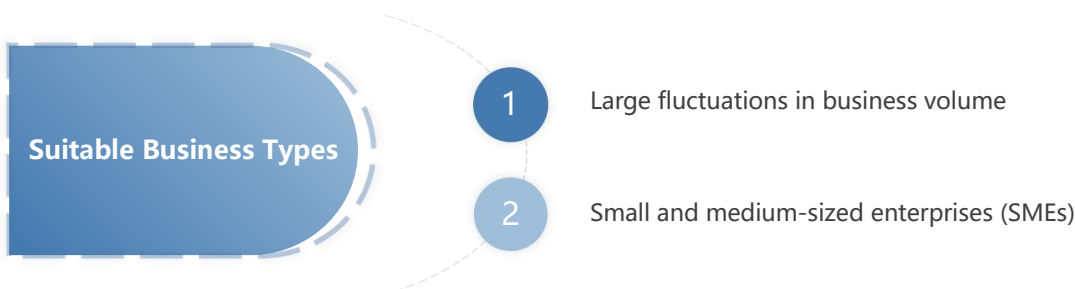 Suitable Business Types
1
Large fluctuations in business volume
2
Small and medium-sized enterprises (SMEs)